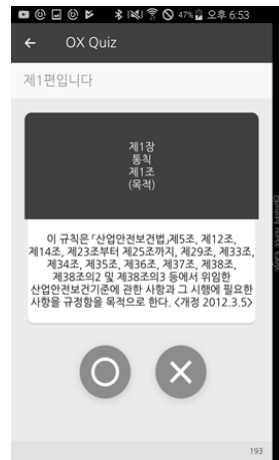 47% 오후 6:53
OX Quiz
제1편입니다
제1장
통칙
제1조
(목적)
이 규칙은 「산업안전보건법」제5조, 제12조,
제14조, 제23조부터 제25조까지, 제29조, 제33조,
제34조, 제35조, 제36조, 제37조, 제38조,
제38조의2 및 제38조의3 등에서 위임한
산업안전보건기준에 관한 사항과 그 시행에 필요한
사항을 규정함을 목적으로 한다. <개정 2012.3.5>
193